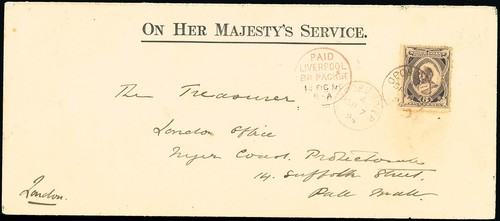 ON HER MAJESTY'S SERVICE.
PAID
LIVERPOOL
BR. PACKET
The Treasurer
London Office
Niger Coast Protectorate
14. Suffolk Street.
Pall Mall
London.